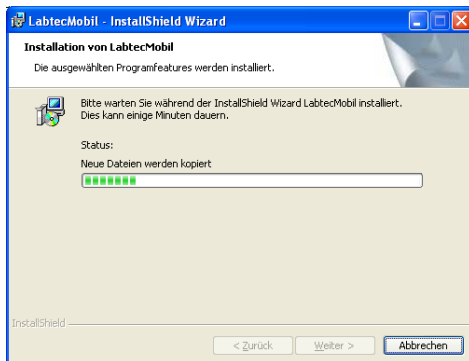 LabtecMobil - InstallShield Wizard
Installation von LabtecMobil
Die ausgewählten Programfeatures werden installiert.
Bitte warten Sie während der InstallShield Wizard LabtecMobil installiert.
Dies kann einige Minuten dauern.
Status:
Neue Dateien werden kopiert
InstallShield
< Zurück Weiter > Abbrechen